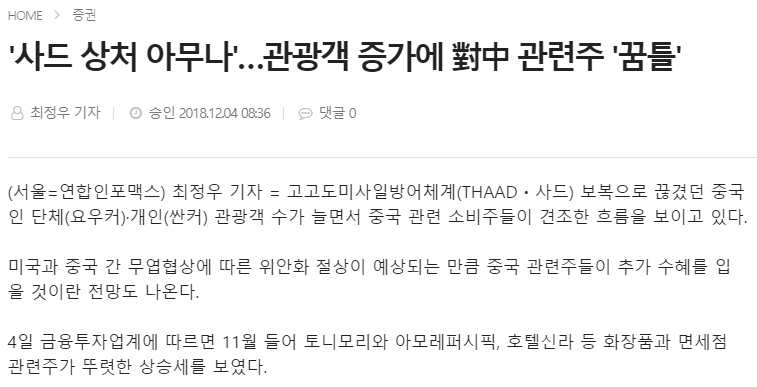 HOME > 증권
'사드 상처 아무나'…관광객 증가에 對中 관련주 '꿈틀'
최정우 기자 | 승인 2018.12.04 08:36 | 댓글 0
(서울=연합인포맥스) 최정우 기자 = 고고도미사일방어체계(THAAD·사드) 보복으로 끊겼던 중국
인 단체(요우커)·개인(싼커) 관광객 수가 늘면서 중국 관련 소비주들이 견조한 흐름을 보이고 있다.
미국과 중국 간 무엽협상에 따른 위안화 절상이 예상되는 만큼 중국 관련주들이 추가 수혜를 입
을 것이란 전망도 나온다.
4일 금융투자업계에 따르면 11월 들어 토니모리와 아모레퍼시픽, 호텔신라 등 화장품과 면세점
관련주가 뚜렷한 상승세를 보였다.